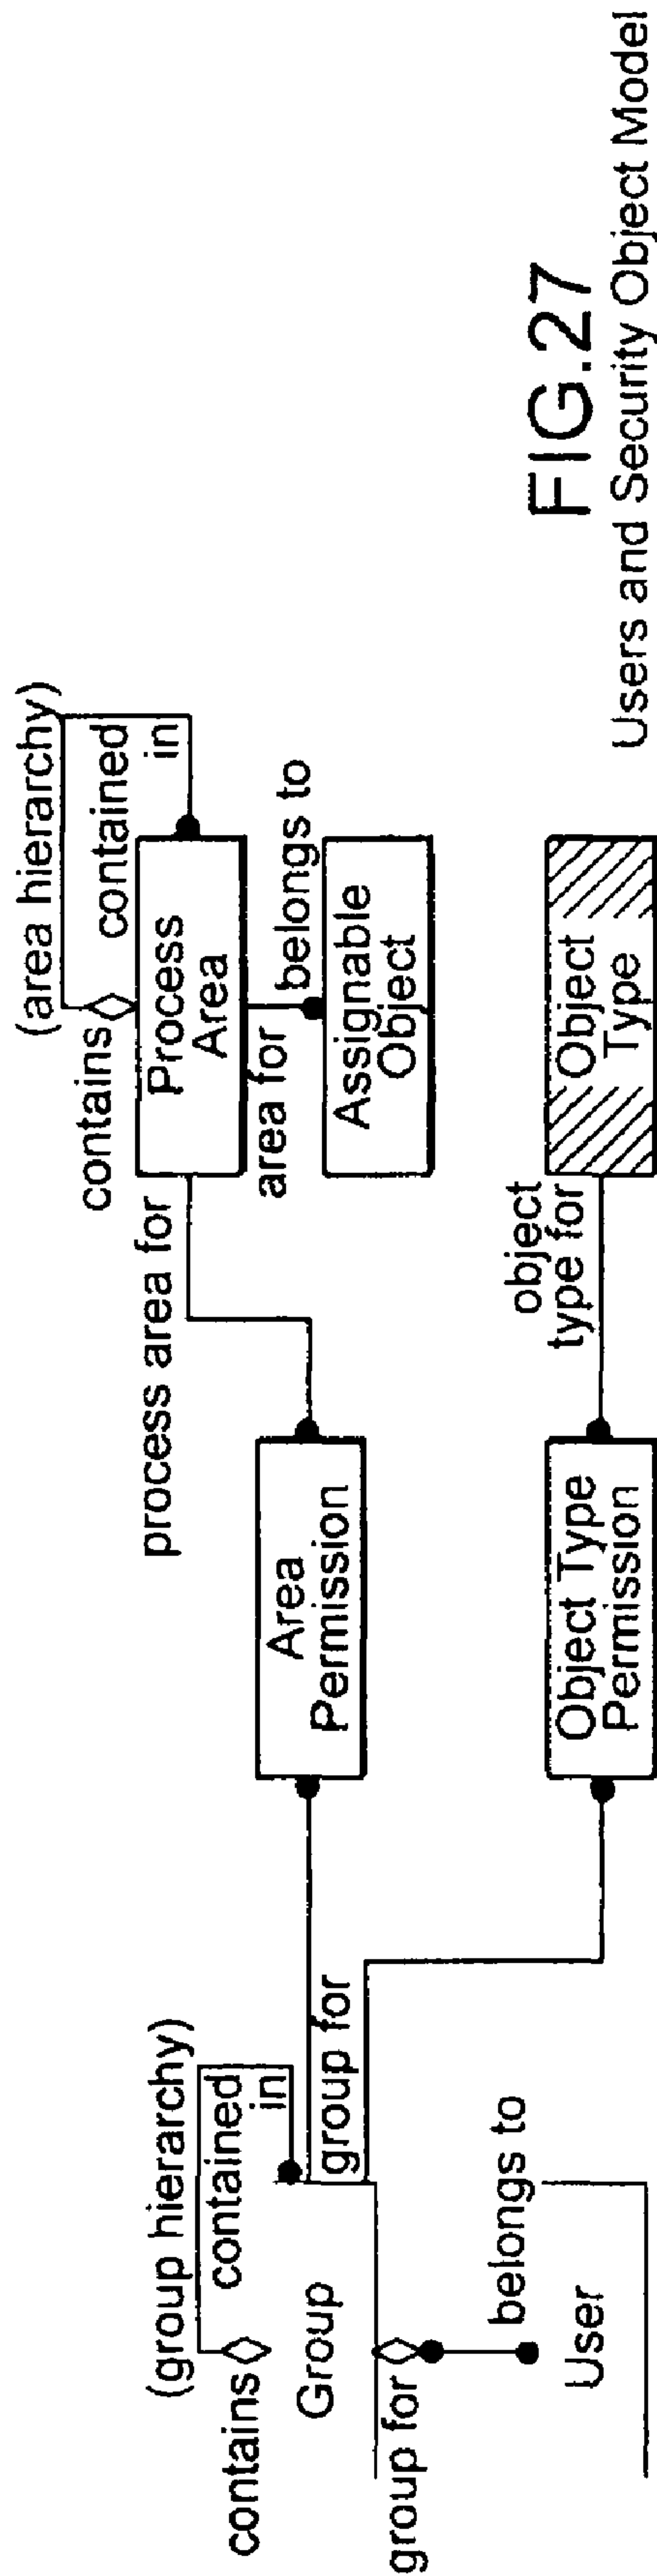 (group hierarchy)
contains
contained
in
Group
group for
group for
belongs to
User
Area
Permission
Object Type
Permission
process area for
object
type for
(area hierarchy)
contains
contained
in
Process
Area
area for
belongs to
Assignable
Object
Object
Type
FIG.27
Users and Security Object Model